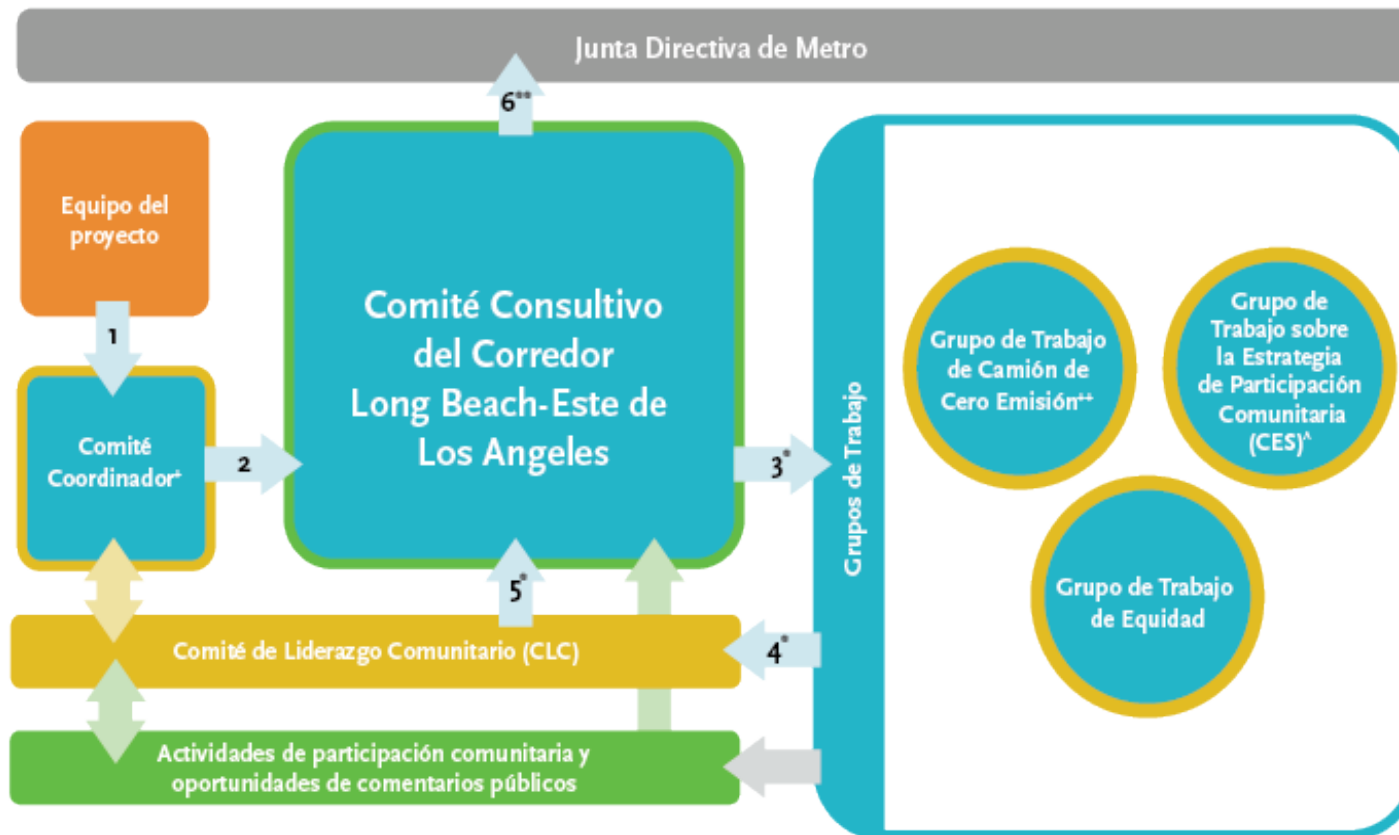 Junta Directiva de Metro
6**
Equipo del
proyecto
1
Comité
Coordinador⁺
2
Comité Consultivo
del Corredor
Long Beach-Este de
Los Angeles
3*
Grupos de Trabajo
Grupo de Trabajo
de Camión de
Cero Emisión⁺⁺
Grupo de
Trabajo sobre
la Estrategia
de Participación
Comunitaria
(CES)^
Grupo de Trabajo
de Equidad
5*
4*
Comité de Liderazgo Comunitario (CLC)
Actividades de participación comunitaria y
oportunidades de comentarios públicos